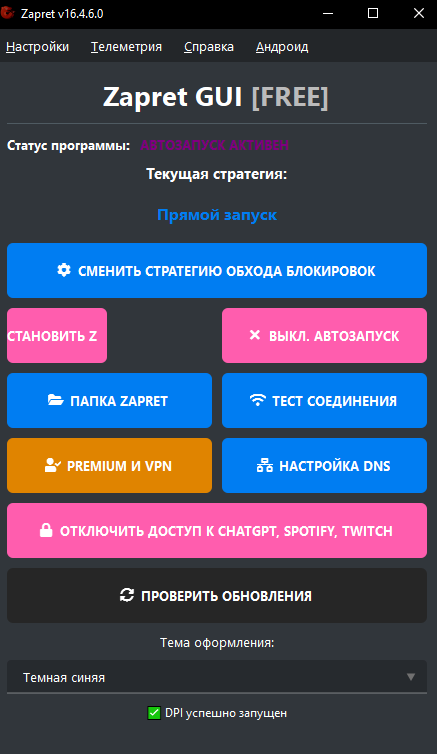 Zapret v16.4.6.0
Настройки Телеметрия Справка Андроид
Zapret GUI [FREE]
Статус программы: АВТОЗАПУСК АКТИВЕН
Текущая стратегия:
Прямой запуск
СМЕНИТЬ СТРАТЕГИЮ ОБХОДА БЛОКИРОВОК
СТАНОВИТЬ Z
ВЫКЛ. АВТОЗАПУСК
ПАПКА ZAPRET
ТЕСТ СОЕДИНЕНИЯ
PREMIUM И VPN
НАСТРОЙКА DNS
ОТКЛЮЧИТЬ ДОСТУП К CHATGPT, SPOTIFY, TWITCH
ПРОВЕРИТЬ ОБНОВЛЕНИЯ
Тема оформления:
Темная синяя
DPI успешно запущен